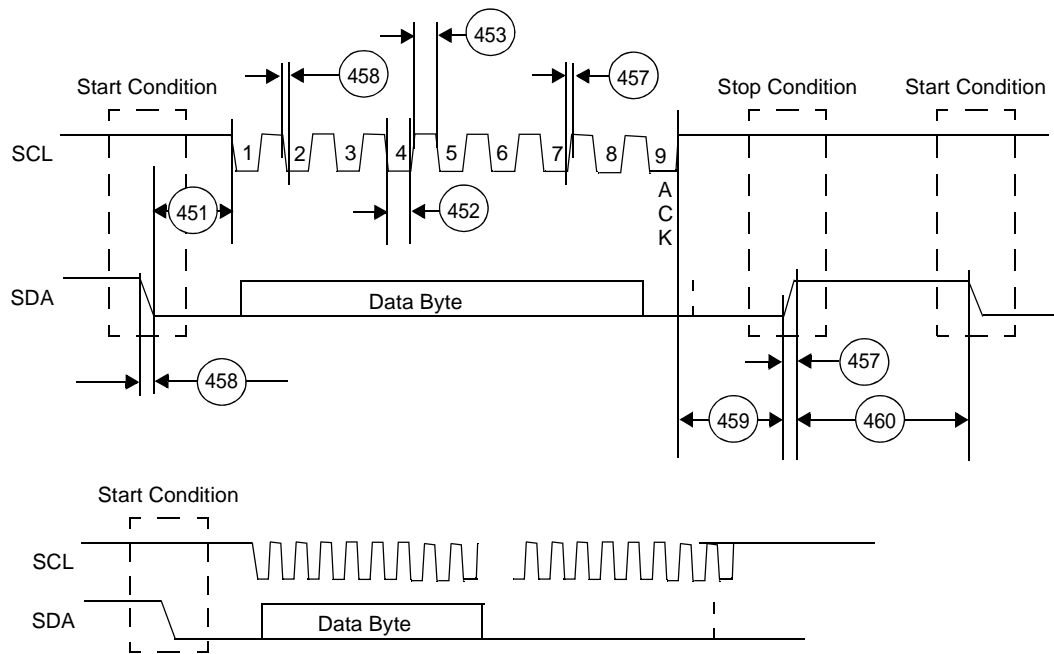 453
458
457
Start Condition
Stop Condition
Start Condition
SCL
1 2 3 4 5 6 7 8 9
A
C
K
451
452
SDA
Data Byte
458
457
459
460
Start Condition
SCL
SDA
Data Byte